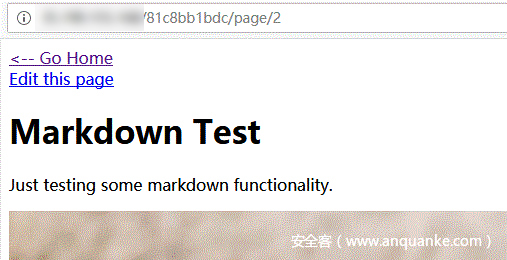 /81c8bb1bdc/page/2
<-- Go Home
Edit this page
Markdown Test
Just testing some markdown functionality.
安全客（www.anquanke.com）